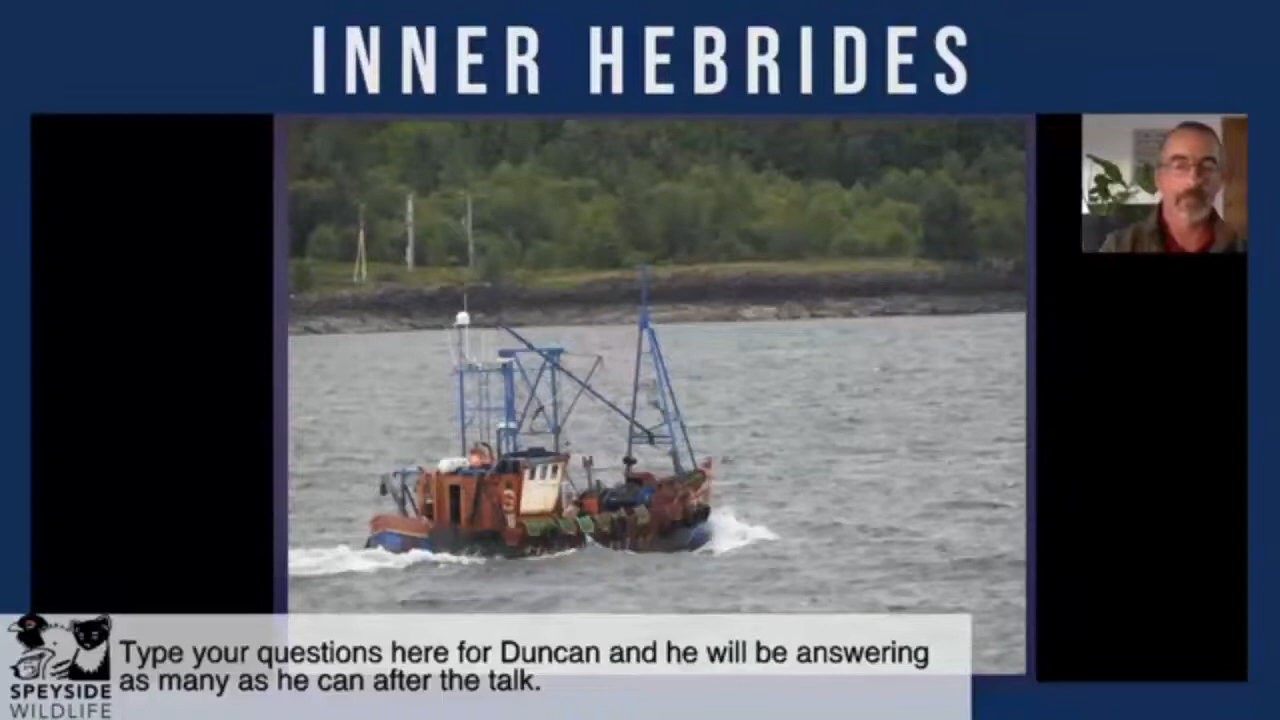 INNER HEBRIDES
Type your questions here for Duncan and he will be answering
as many as he can after the talk.
SPEYSIDE
WILDLIFE